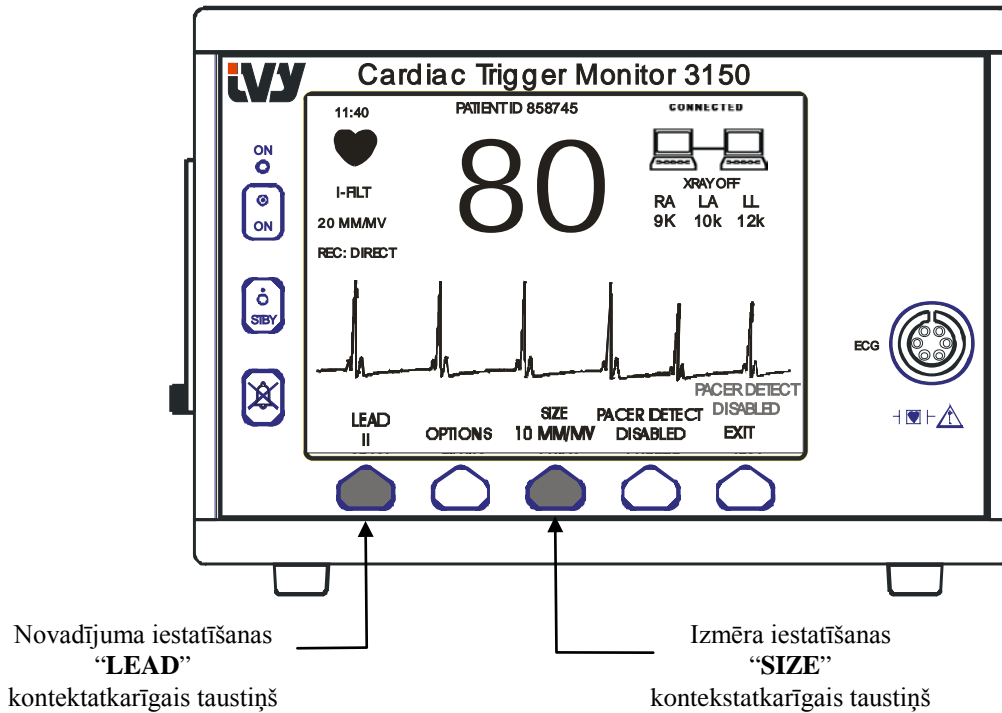 ivy
Cardiac Trigger Monitor 3150
11:40
PATIENT ID 858745
CONNECTED
80
I-FILT
20 MM/MV
REC: DIRECT
XRAY OFF
RA LA LL
9K 10k 12k
ON
ON
STBY
ECG
PACER DETECT
DISABLED
LEAD
II
OPTIONS
SIZE
10 MM/MV
PACER DETECT
DISABLED
EXIT
Novadījuma iestatīšanas
“LEAD”
kontektatkarīgais taustiņš
Izmēra iestatīšanas
“SIZE”
kontekstatkarīgais taustiņš